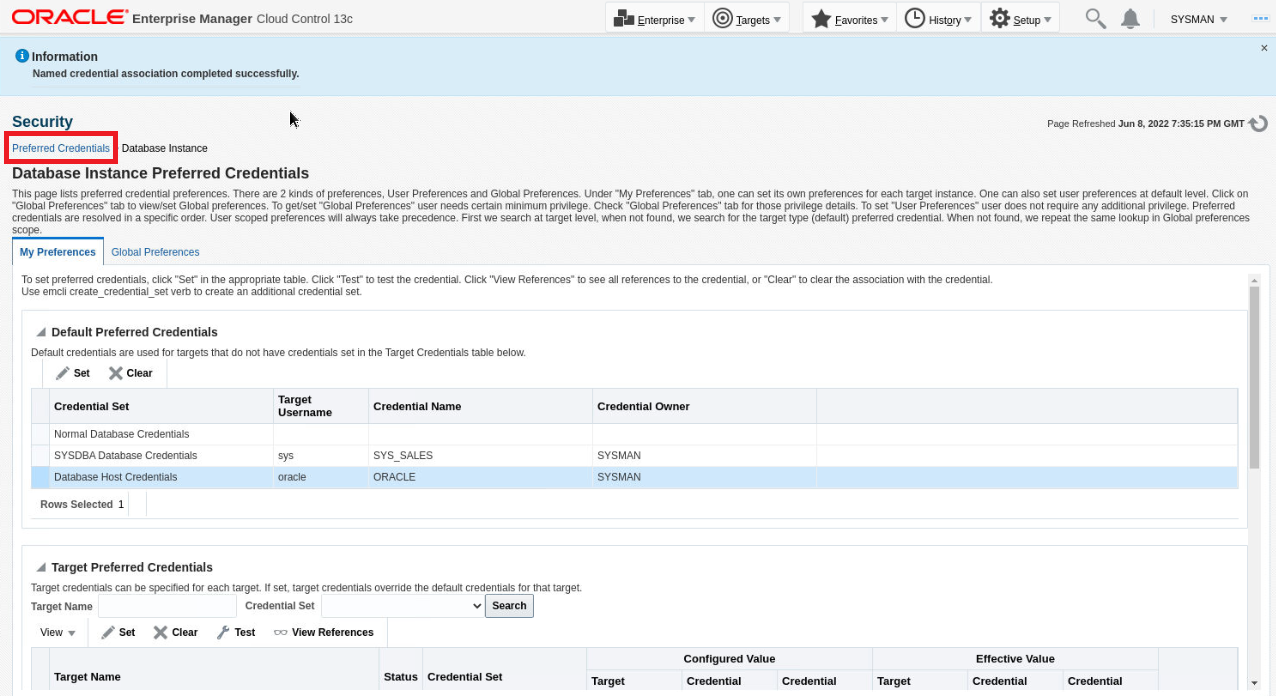 ORACLE® Enterprise Manager Cloud Control 13c
Enterprise Targets Favorites History Setup SYSMAN
Information
Named credential association completed successfully.
Security
Page Refreshed Jun 8, 2022 7:35:15 PM GMT
Preferred Credentials Database Instance
Database Instance Preferred Credentials
This page lists preferred credential preferences. There are 2 kinds of preferences, User Preferences and Global Preferences. Under "My Preferences" tab, one can set its own preferences for each target instance. One can also set user preferences at default level. Click on
"Global Preferences" tab to view/set Global preferences. To get/set "Global Preferences" user needs certain minimum privilege. Check "Global Preferences" tab for those privilege details. To set "User Preferences" user does not require any additional privilege. Preferred
credentials are resolved in a specific order. User scoped preferences will always take precedence. First we search at target level, when not found, we search for the target type (default) preferred credential. When not found, we repeat the same lookup in Global preferences
scope.
My Preferences Global Preferences
To set preferred credentials, click "Set" in the appropriate table. Click "Test" to test the credential. Click "View References" to see all references to the credential, or "Clear" to clear the association with the credential.
Use emcli create_credential_set verb to create an additional credential set.
Default Preferred Credentials
Default credentials are used for targets that do not have credentials set in the Target Credentials table below.
Set Clear
Credential Set Target Username Credential Name Credential Owner
Normal Database Credentials
SYSDBA Database Credentials sys SYS_SALES SYSMAN
Database Host Credentials oracle ORACLE SYSMAN
Rows Selected 1
Target Preferred Credentials
Target credentials can be specified for each target. If set, target credentials override the default credentials for that target.
Target Name Credential Set Search
View Set Clear Test View References
Configured Value Effective Value
Target Name Status Credential Set
Target Credential Credential Target Credential Credential